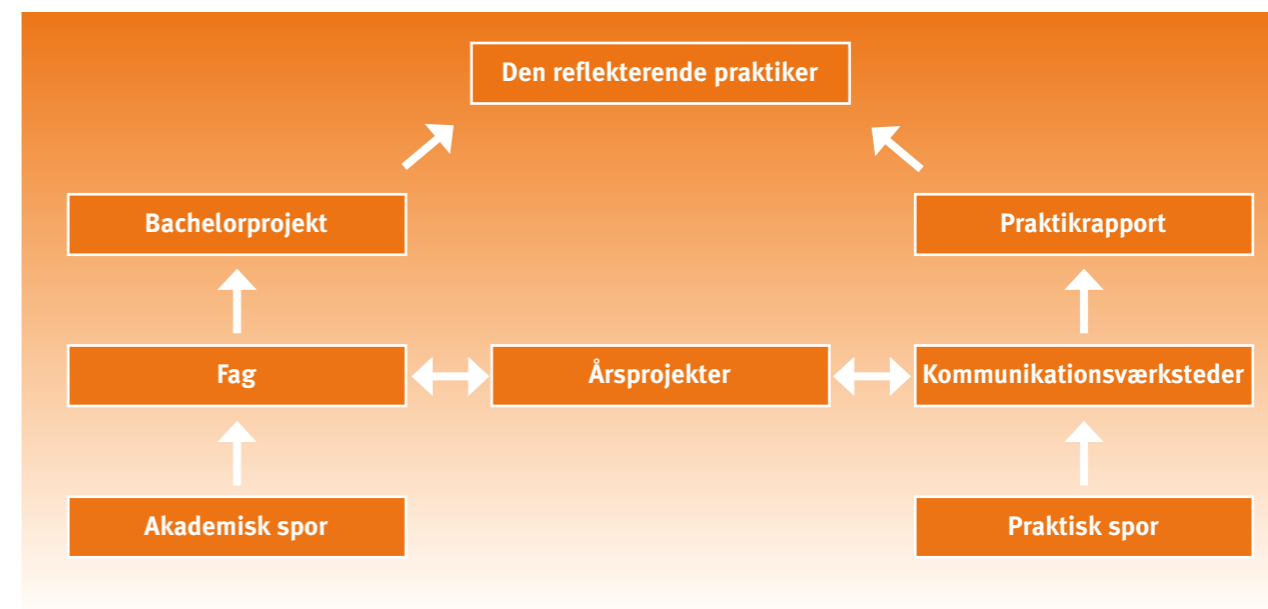 Den reflekterende praktiker
Bachelorprojekt
Praktikrapport
Fag
Årsprojekter
Kommunikationsværksteder
Akademisk spor
Praktisk spor